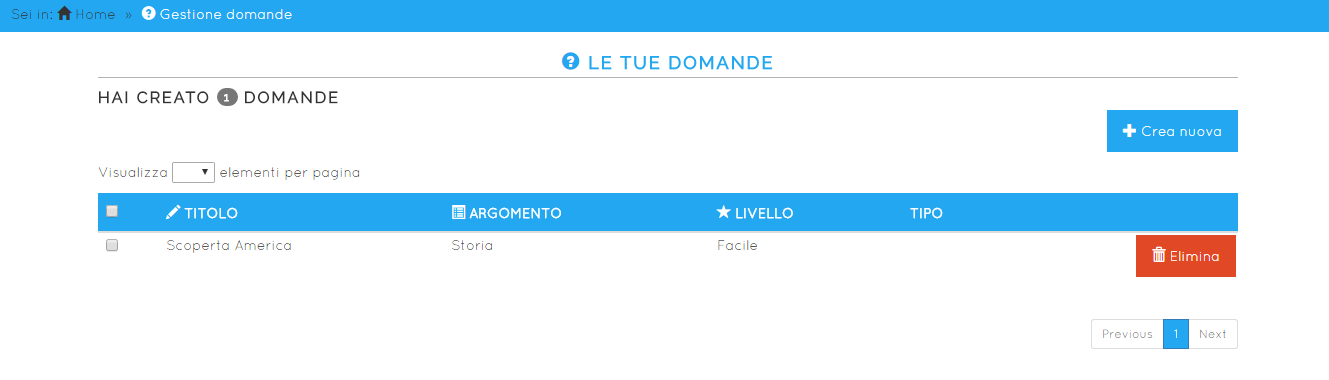 Sei in: Home » Gestione domande
LE TUE DOMANDE
HAI CREATO 1 DOMANDE
Crea nuova
Visualizza elementi per pagina
TITOLO ARGOMENTO LIVELLO TIPO
Scoperta America Storia Facile Elimina
Previous 1 Next